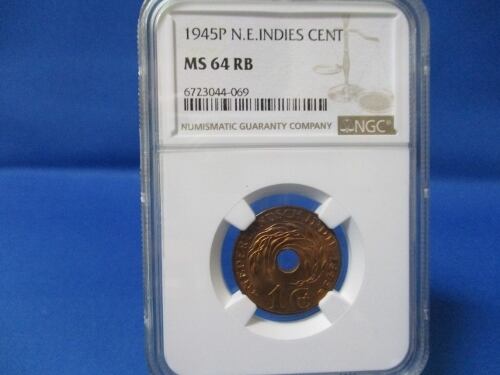 1945P N.E.INDIES CENT
MS 64 RB
6723044-069
NUMISMATIC GUARANTY COMPANY
NGC
1 C